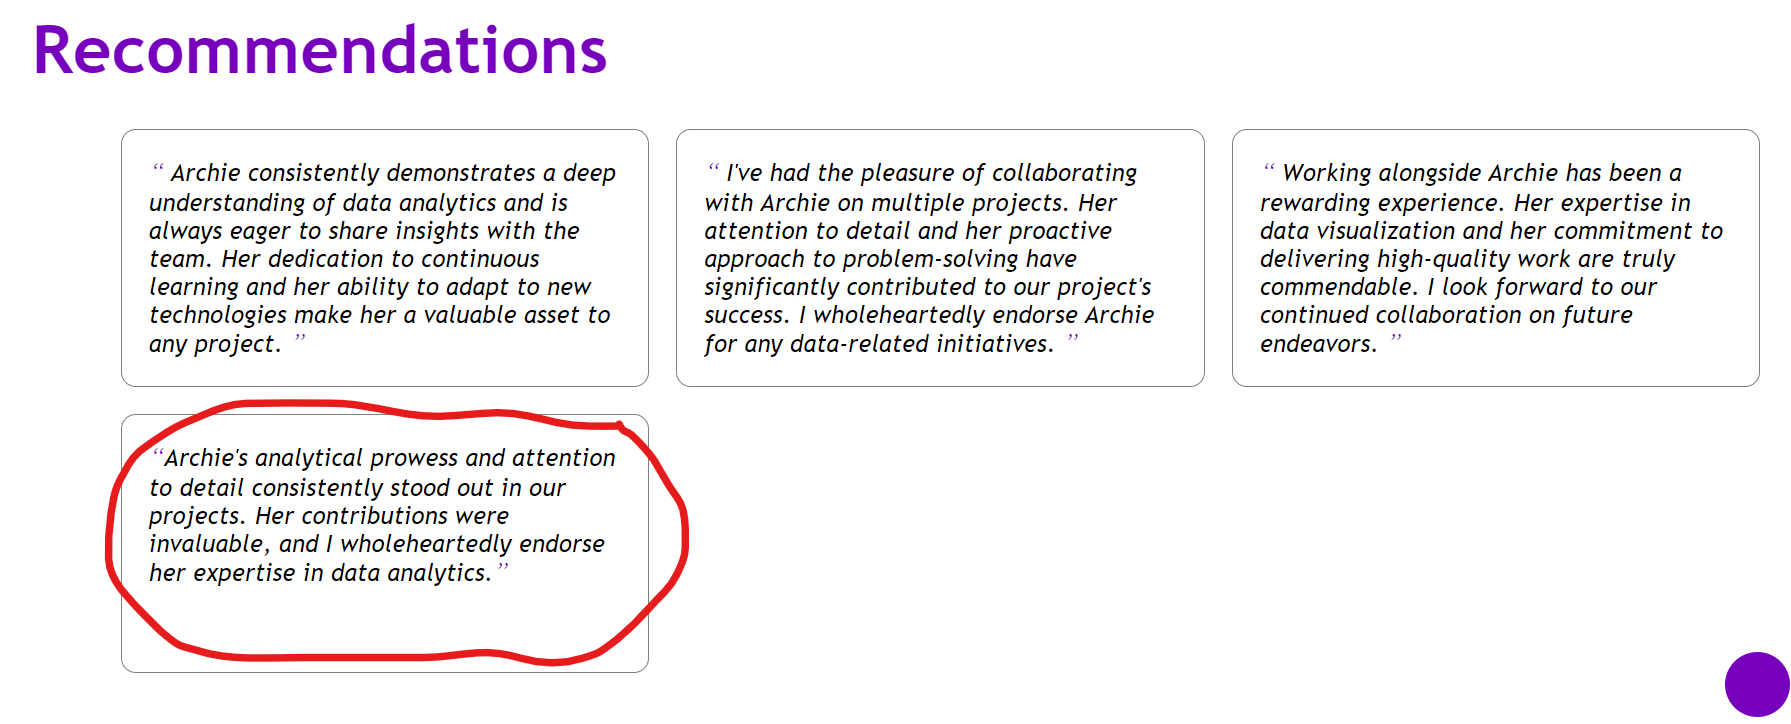 Recommendations
“ Archie consistently demonstrates a deep
understanding of data analytics and is
always eager to share insights with the
team. Her dedication to continuous
learning and her ability to adapt to new
technologies make her a valuable asset to
any project. ”
“ I've had the pleasure of collaborating
with Archie on multiple projects. Her
attention to detail and her proactive
approach to problem-solving have
significantly contributed to our project's
success. I wholeheartedly endorse Archie
for any data-related initiatives. ”
“ Working alongside Archie has been a
rewarding experience. Her expertise in
data visualization and her commitment to
delivering high-quality work are truly
commendable. I look forward to our
continued collaboration on future
endeavors. ”
“Archie's analytical prowess and attention
to detail consistently stood out in our
projects. Her contributions were
invaluable, and I wholeheartedly endorse
her expertise in data analytics.”